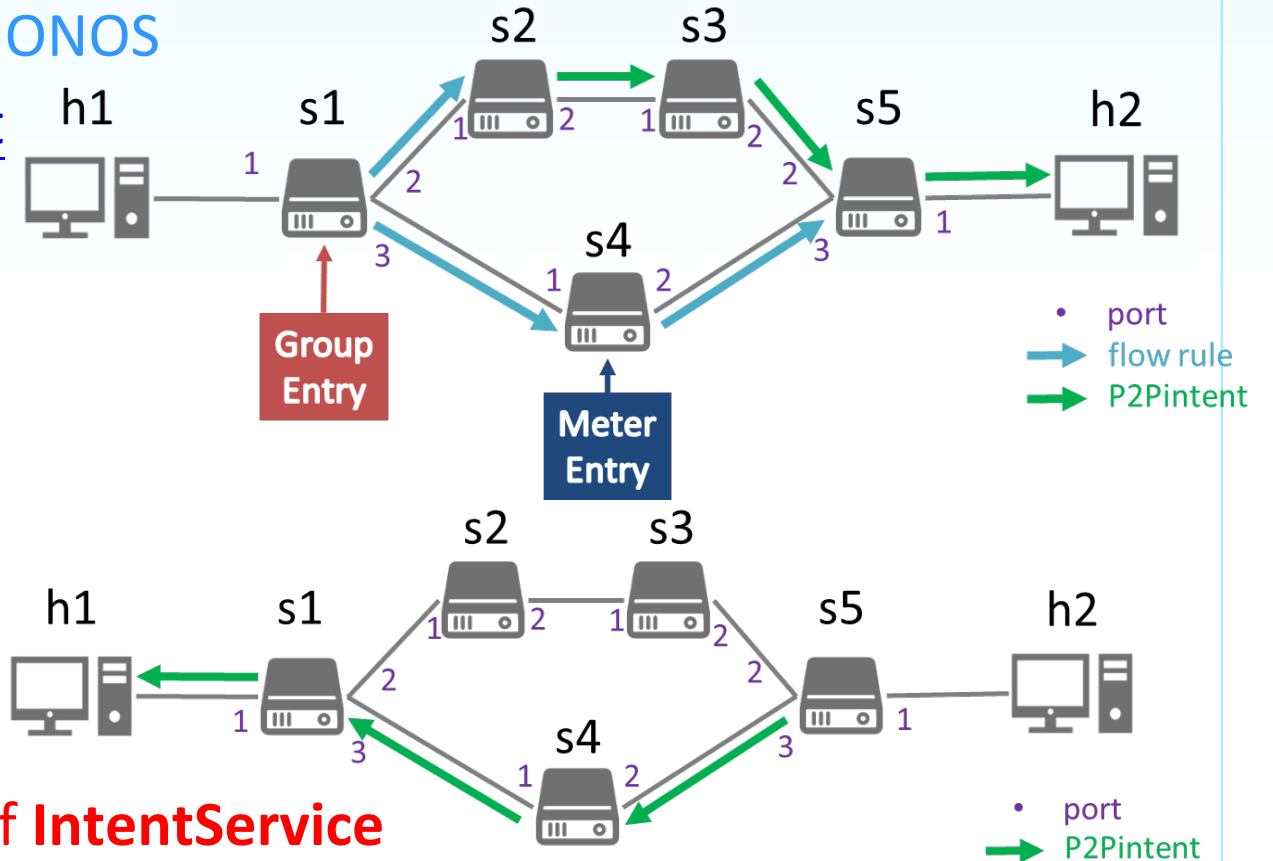 ONOS
h1
s1
s2
s3
s5
h2
1
2
3
1
2
1
2
2
3
1
s4
1
2
Group
Entry
Meter
Entry
port
flow rule
P2Pintent
h1
s1
s2
s3
s5
h2
1
2
3
1
2
1
2
2
3
1
s4
1
2
port
P2Pintent
f IntentService